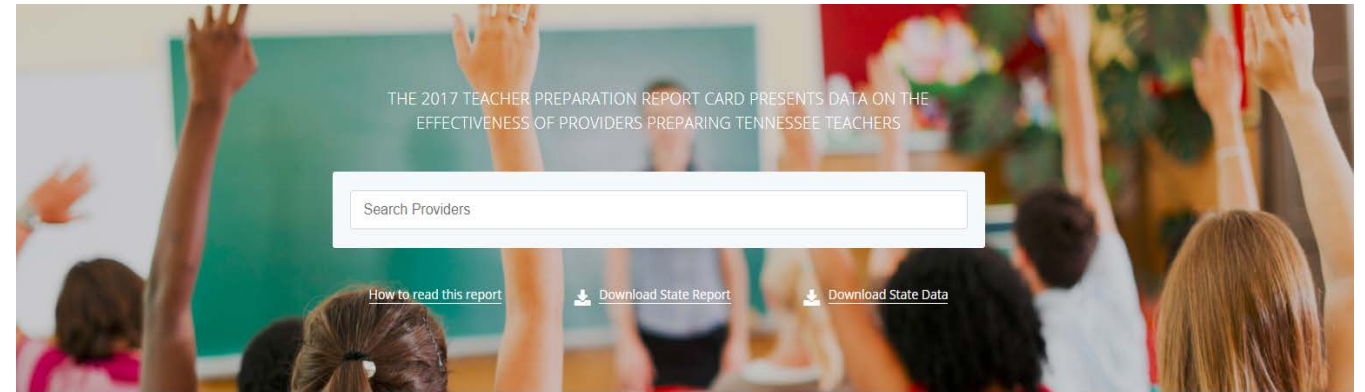 THE 2017 TEACHER PREPARATION REPORT CARD PRESENTS DATA ON THE
EFFECTIVENESS OF PROVIDERS PREPARING TENNESSEE TEACHERS
Search Providers
How to read this report
Download State Report
Download State Data